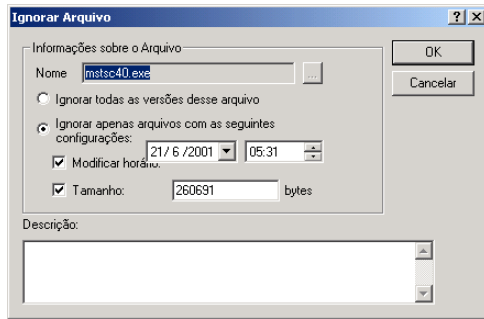 Ignorar Arquivo
Informações sobre o Arquivo
OK
Nome mstsc40.exe ...
Cancelar
Ignorar todas as versões desse arquivo
Ignorar apenas arquivos com as seguintes
configurações:
21/ 6 /2001 05:31
Modificar horário:
Tamanho: 260691 bytes
Descrição: